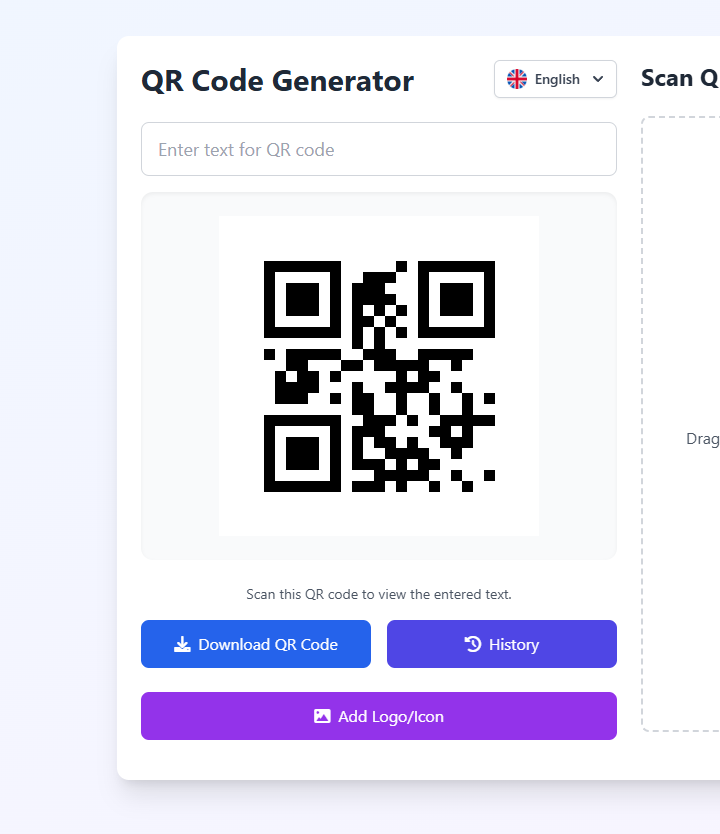 QR Code Generator
English
Scan Q
Enter text for QR code
Drag
Scan this QR code to view the entered text.
Download QR Code
History
Add Logo/Icon